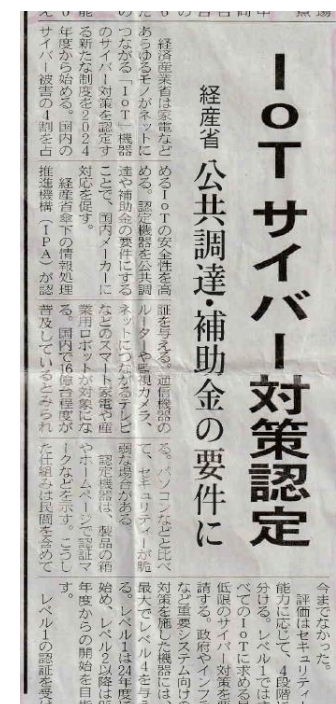 IoTサイバー対策認定
経産省 公共調達・補助金の要件に
経済産業省は家電など
あらゆるモノがネットに
つながる「IoT」機器
のサイバー対策を認定す
る新たな制度を2024
年度から始める。国内の
サイバー被害の4割を占
めるIoTの安全性を高
める。認定機器を公共調
達や補助金の要件にする
ことで、国内メーカーに
対応を促す。
経産省傘下の情報処理
推進機構(IPA)が認
証を与える。通信機器の
ルーターや監視カメラ、
ネットにつながるテレビ
などのスマート家電や産
業用ロボットが対象にな
る。国内で16億台程度が
普及しているとみられ
る。パソコンなどと比べ
て、セキュリティーが脆
弱な場合がある。
認定機器は、製品の箱
やホームページで認証マ
ークなどを示す。こうし
た仕組みは民間を含めて
今までなかった。
評価はセキュリティ
能力に応じて、4段階
分ける。レベル1では
べてのIoTに求める
低限のサイバー対策を
請する。政府やインフ
など重要システム向け
対策を施した機器には
最大でレベル4を与
る。レベル1は24年度
始め、レベル2以降は
年度からの開始を目指
す。
レベル1の認証を受